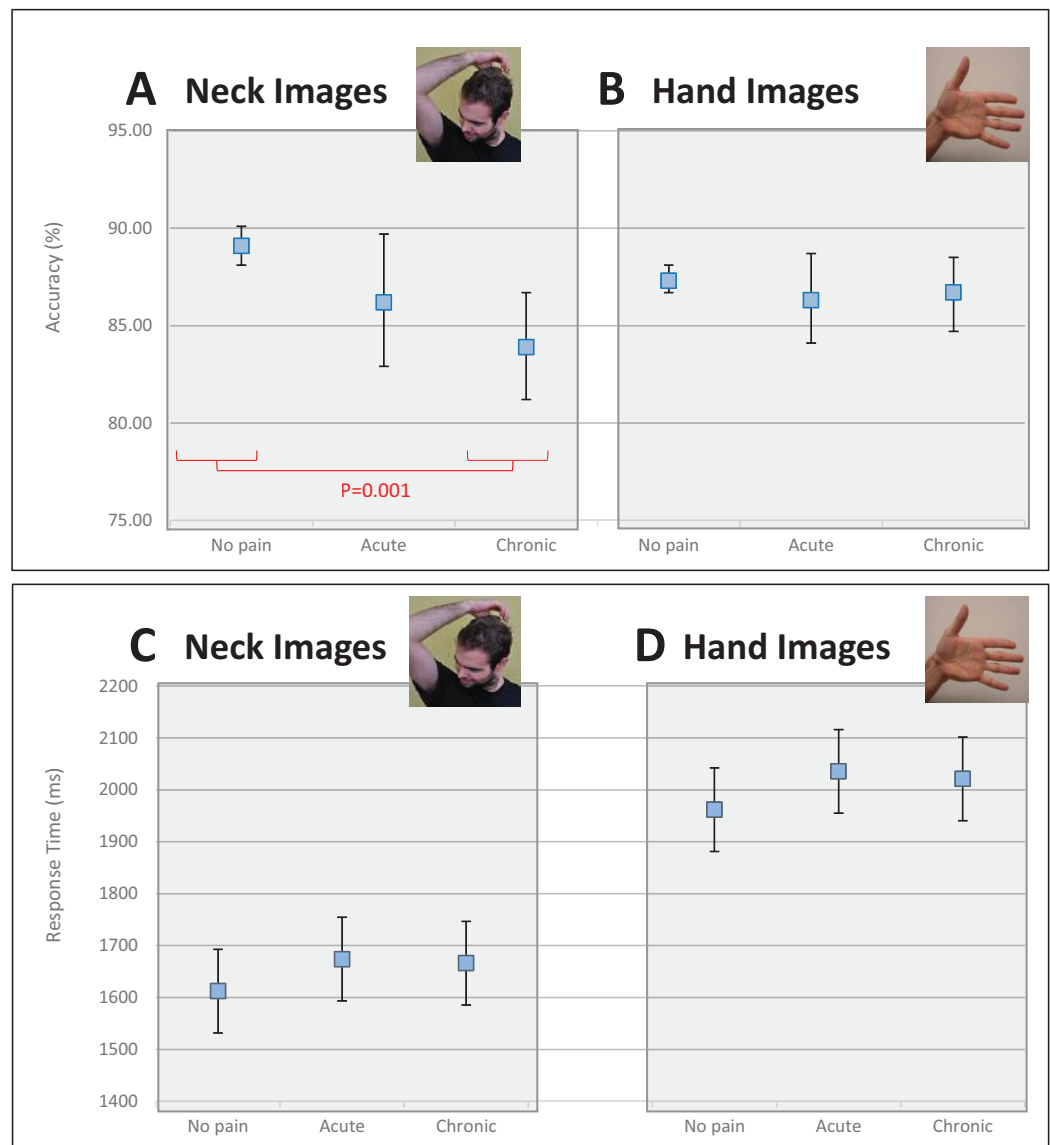 A Neck Images
B Hand Images
Accuracy (%)
95.00
90.00
85.00
80.00
75.00
P=0.001
No pain Acute Chronic
No pain Acute Chronic
C Neck Images
D Hand Images
Response Time (ms)
2200
2100
2000
1900
1800
1700
1600
1500
1400
No pain Acute Chronic
No pain Acute Chronic